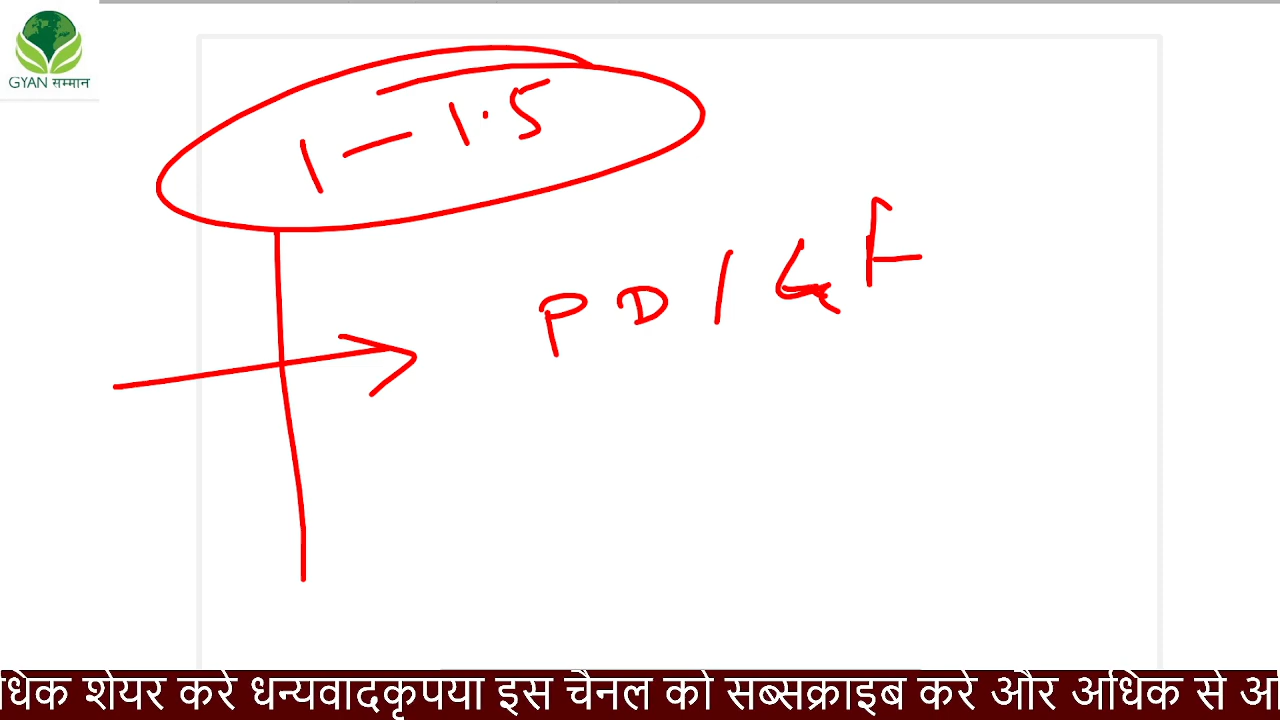 GYAN सम्मान
1 - 1.5
PD / GF
धिक शेयर करे धन्यवादकृपया इस चैनल को सब्सक्राइब करे और अधिक से अ